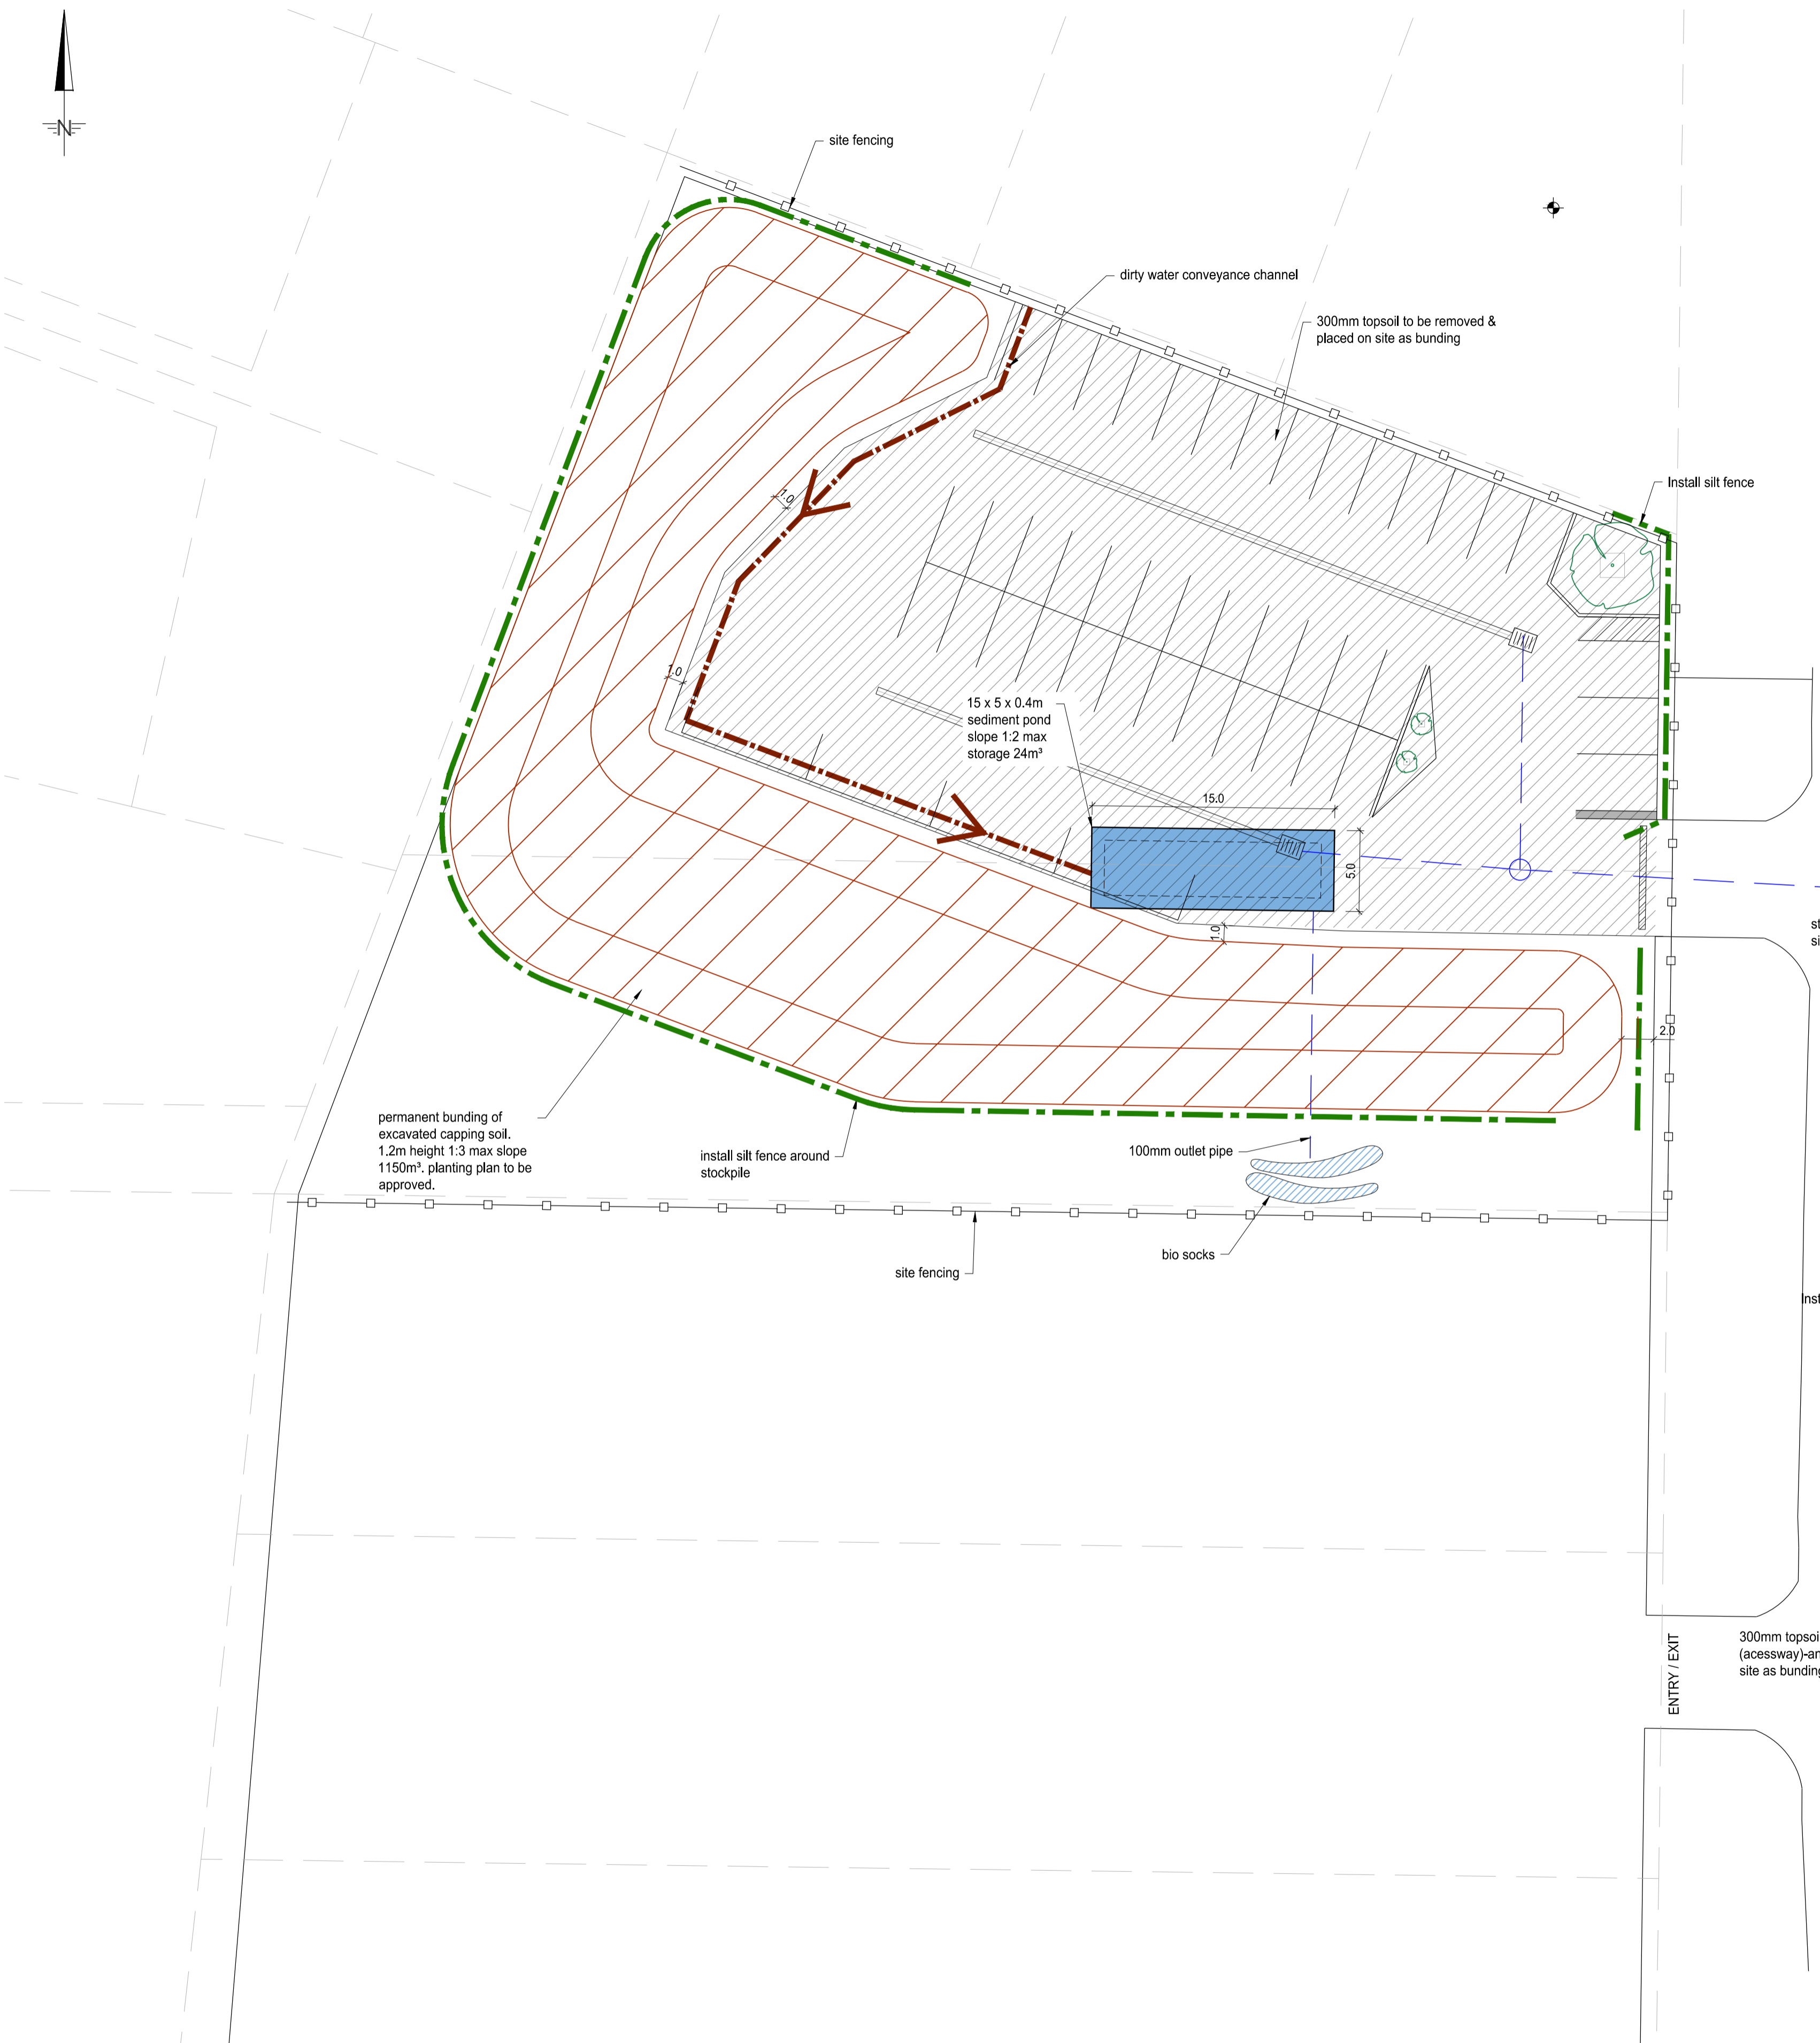 N
site fencing
dirty water conveyance channel
300mm topsoil to be removed &
placed on site as bunding
Install silt fence
1.0
1.0
15 x 5 x 0.4m
sediment pond
slope 1:2 max
storage 24m³
15.0
5.0
1.0
2.0
permanent bunding of
excavated capping soil.
1.2m height 1:3 max slope
1150m³. planting plan to be
approved.
install silt fence around
stockpile
100mm outlet pipe
bio socks
site fencing
ENTRY / EXIT
300mm topsoi
(acessway)-an
site as bunding